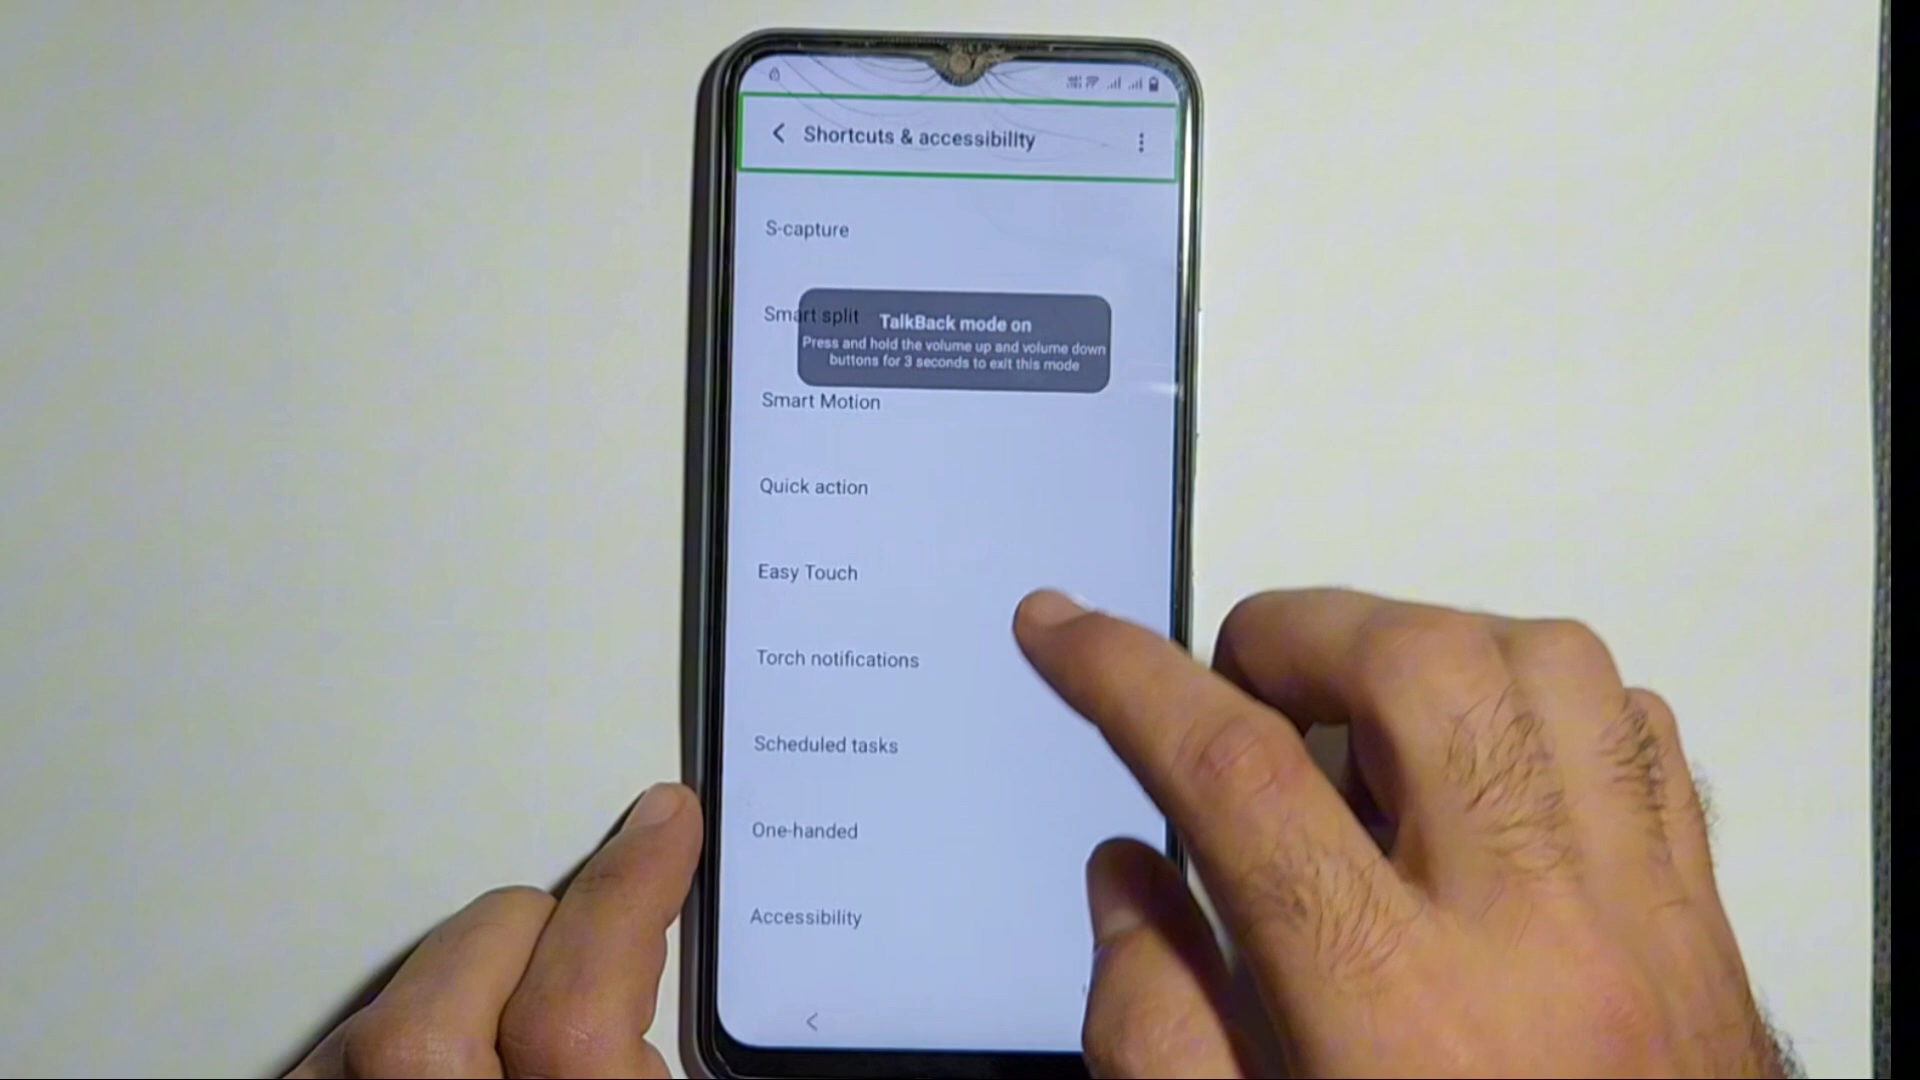 Shortcuts & accessibility
S-capture
Smart split
TalkBack mode on
Press and hold the volume up and volume down
buttons for 3 seconds to exit this mode
Smart Motion
Quick action
Easy Touch
Torch notifications
Scheduled tasks
One-handed
Accessibility